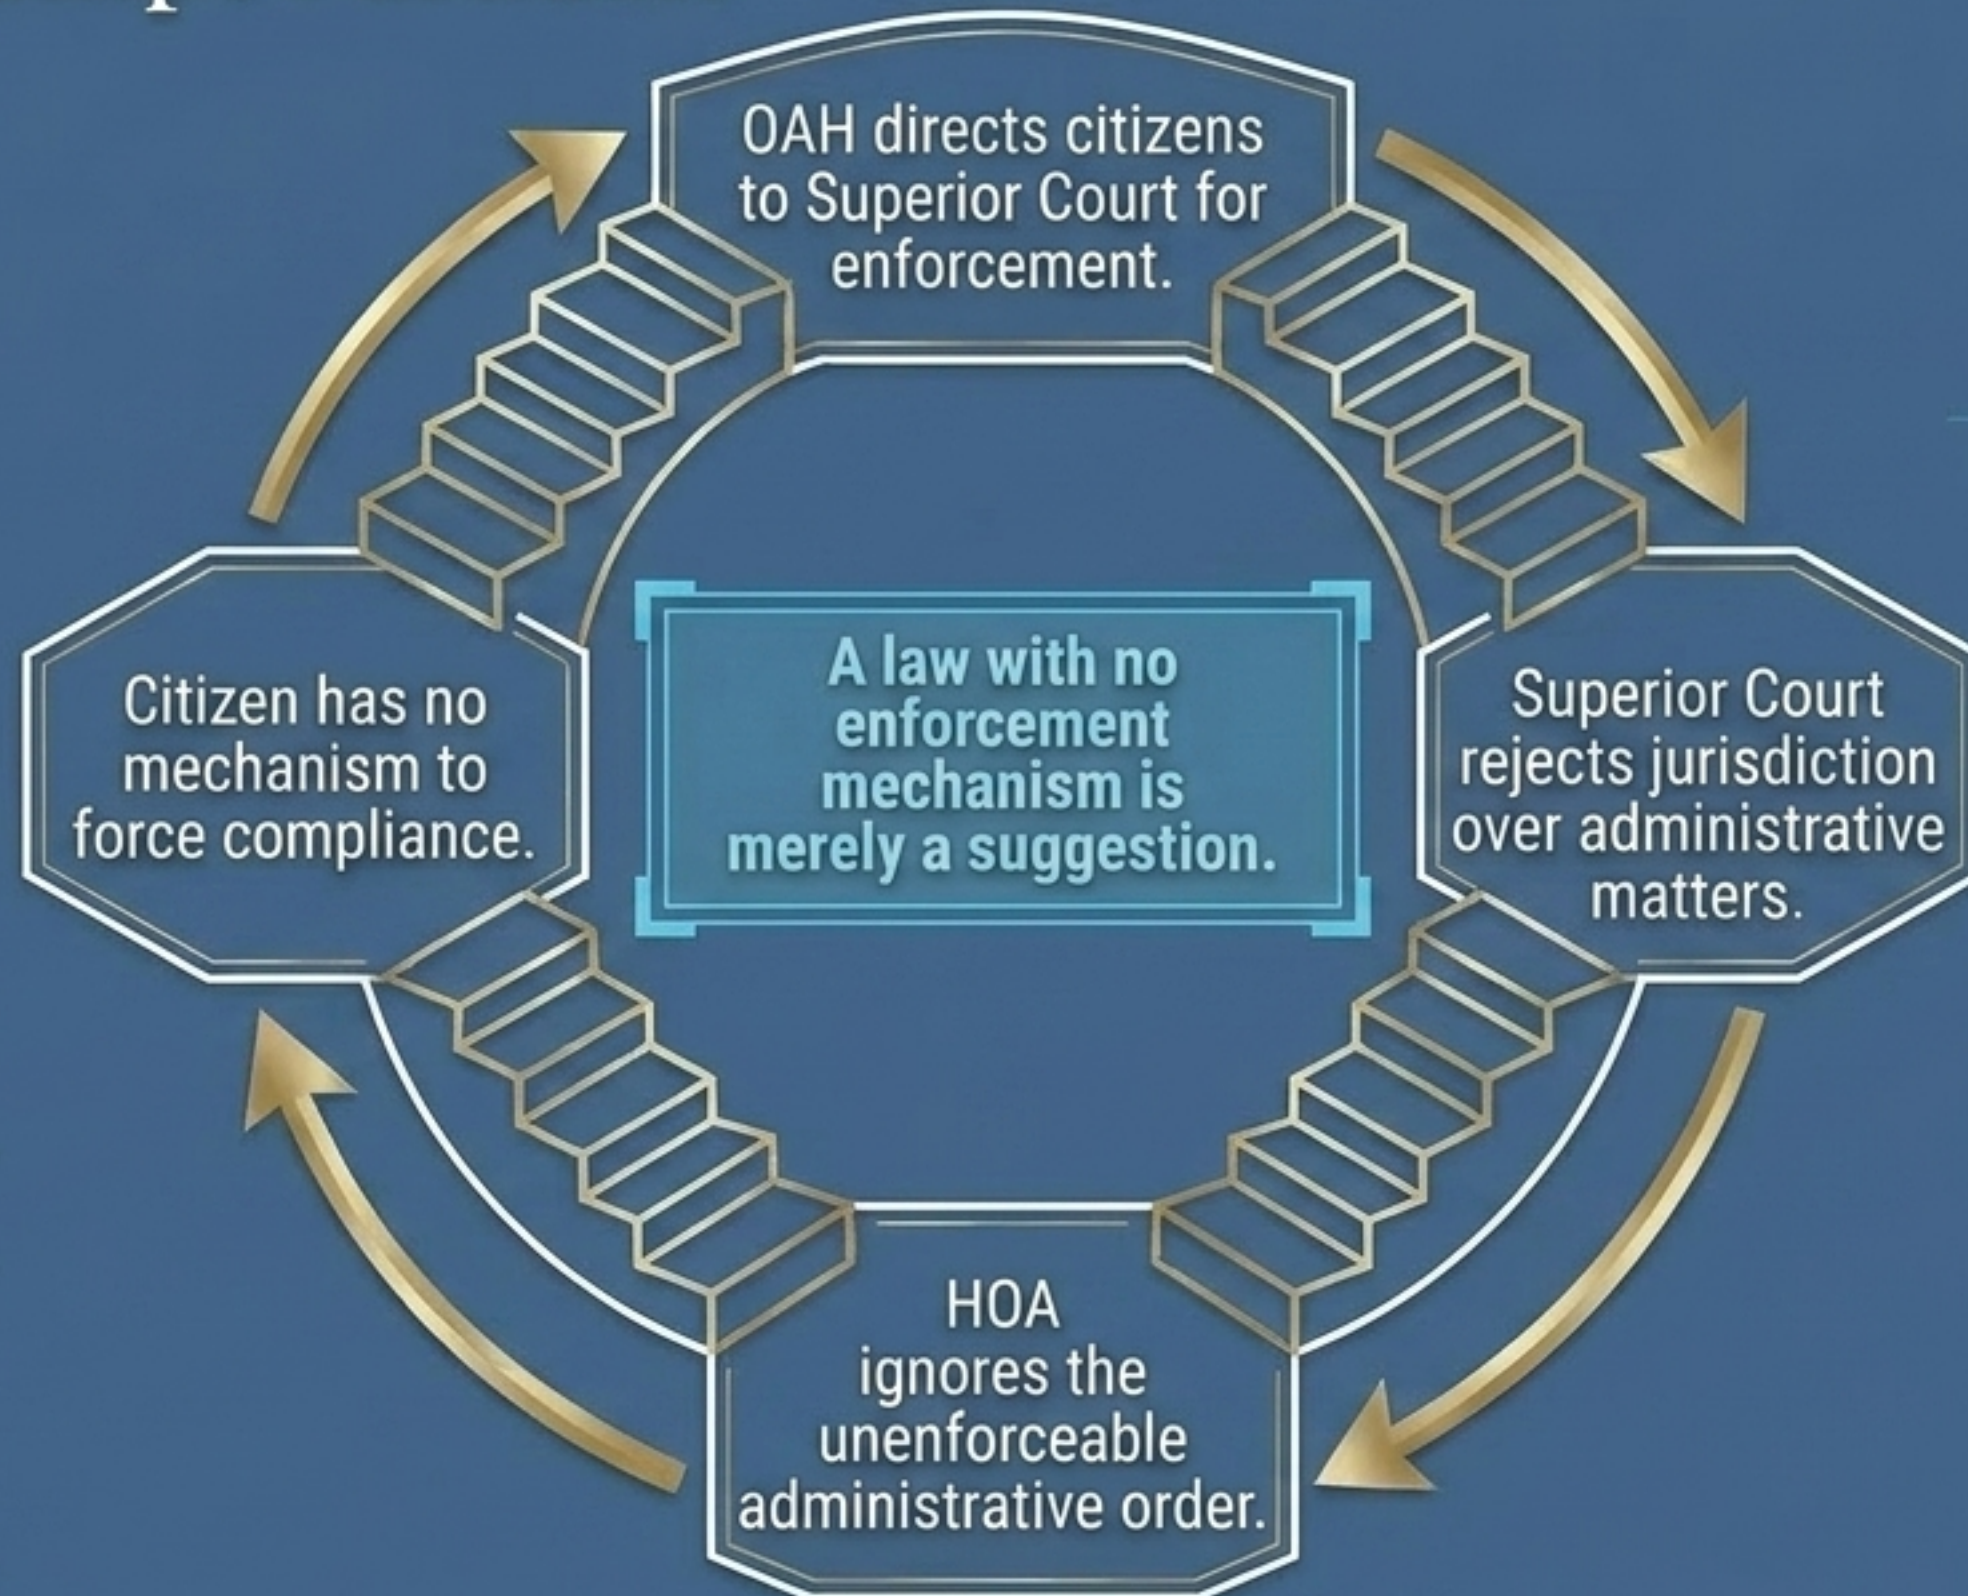 OAH directs citizens
to Superior Court for
enforcement.
Citizen has no
mechanism to
force compliance.
A law with no
enforcement
mechanism is
merely a suggestion.
Superior Court
rejects jurisdiction
over administrative
matters.
HOA
ignores the
unenforceable
administrative order.